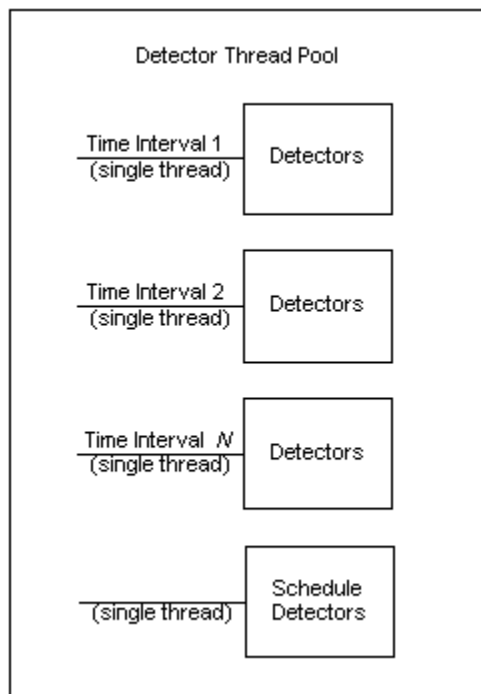 Detector Thread Pool
Time Interval 1
(single thread)
Detectors
Time Interval 2
(single thread)
Detectors
Time Interval N
(single thread)
Detectors
(single thread)
Schedule
Detectors